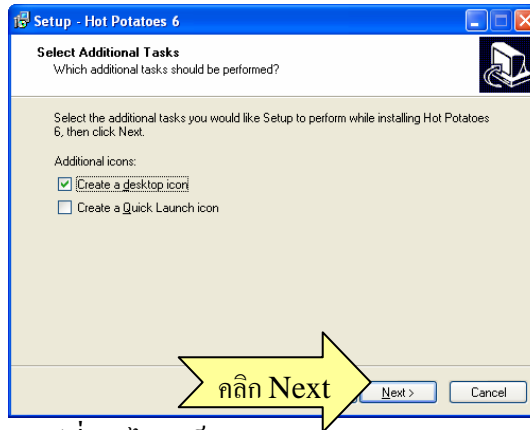 Setup - Hot Potatoes 6
Select Additional Tasks
Which additional tasks should be performed?
Select the additional tasks you would like Setup to perform while installing Hot Potatoes
6, then click Next.
Additional icons:
Create a desktop icon
Create a Quick Launch icon
คลิก Next
Next >
Cancel